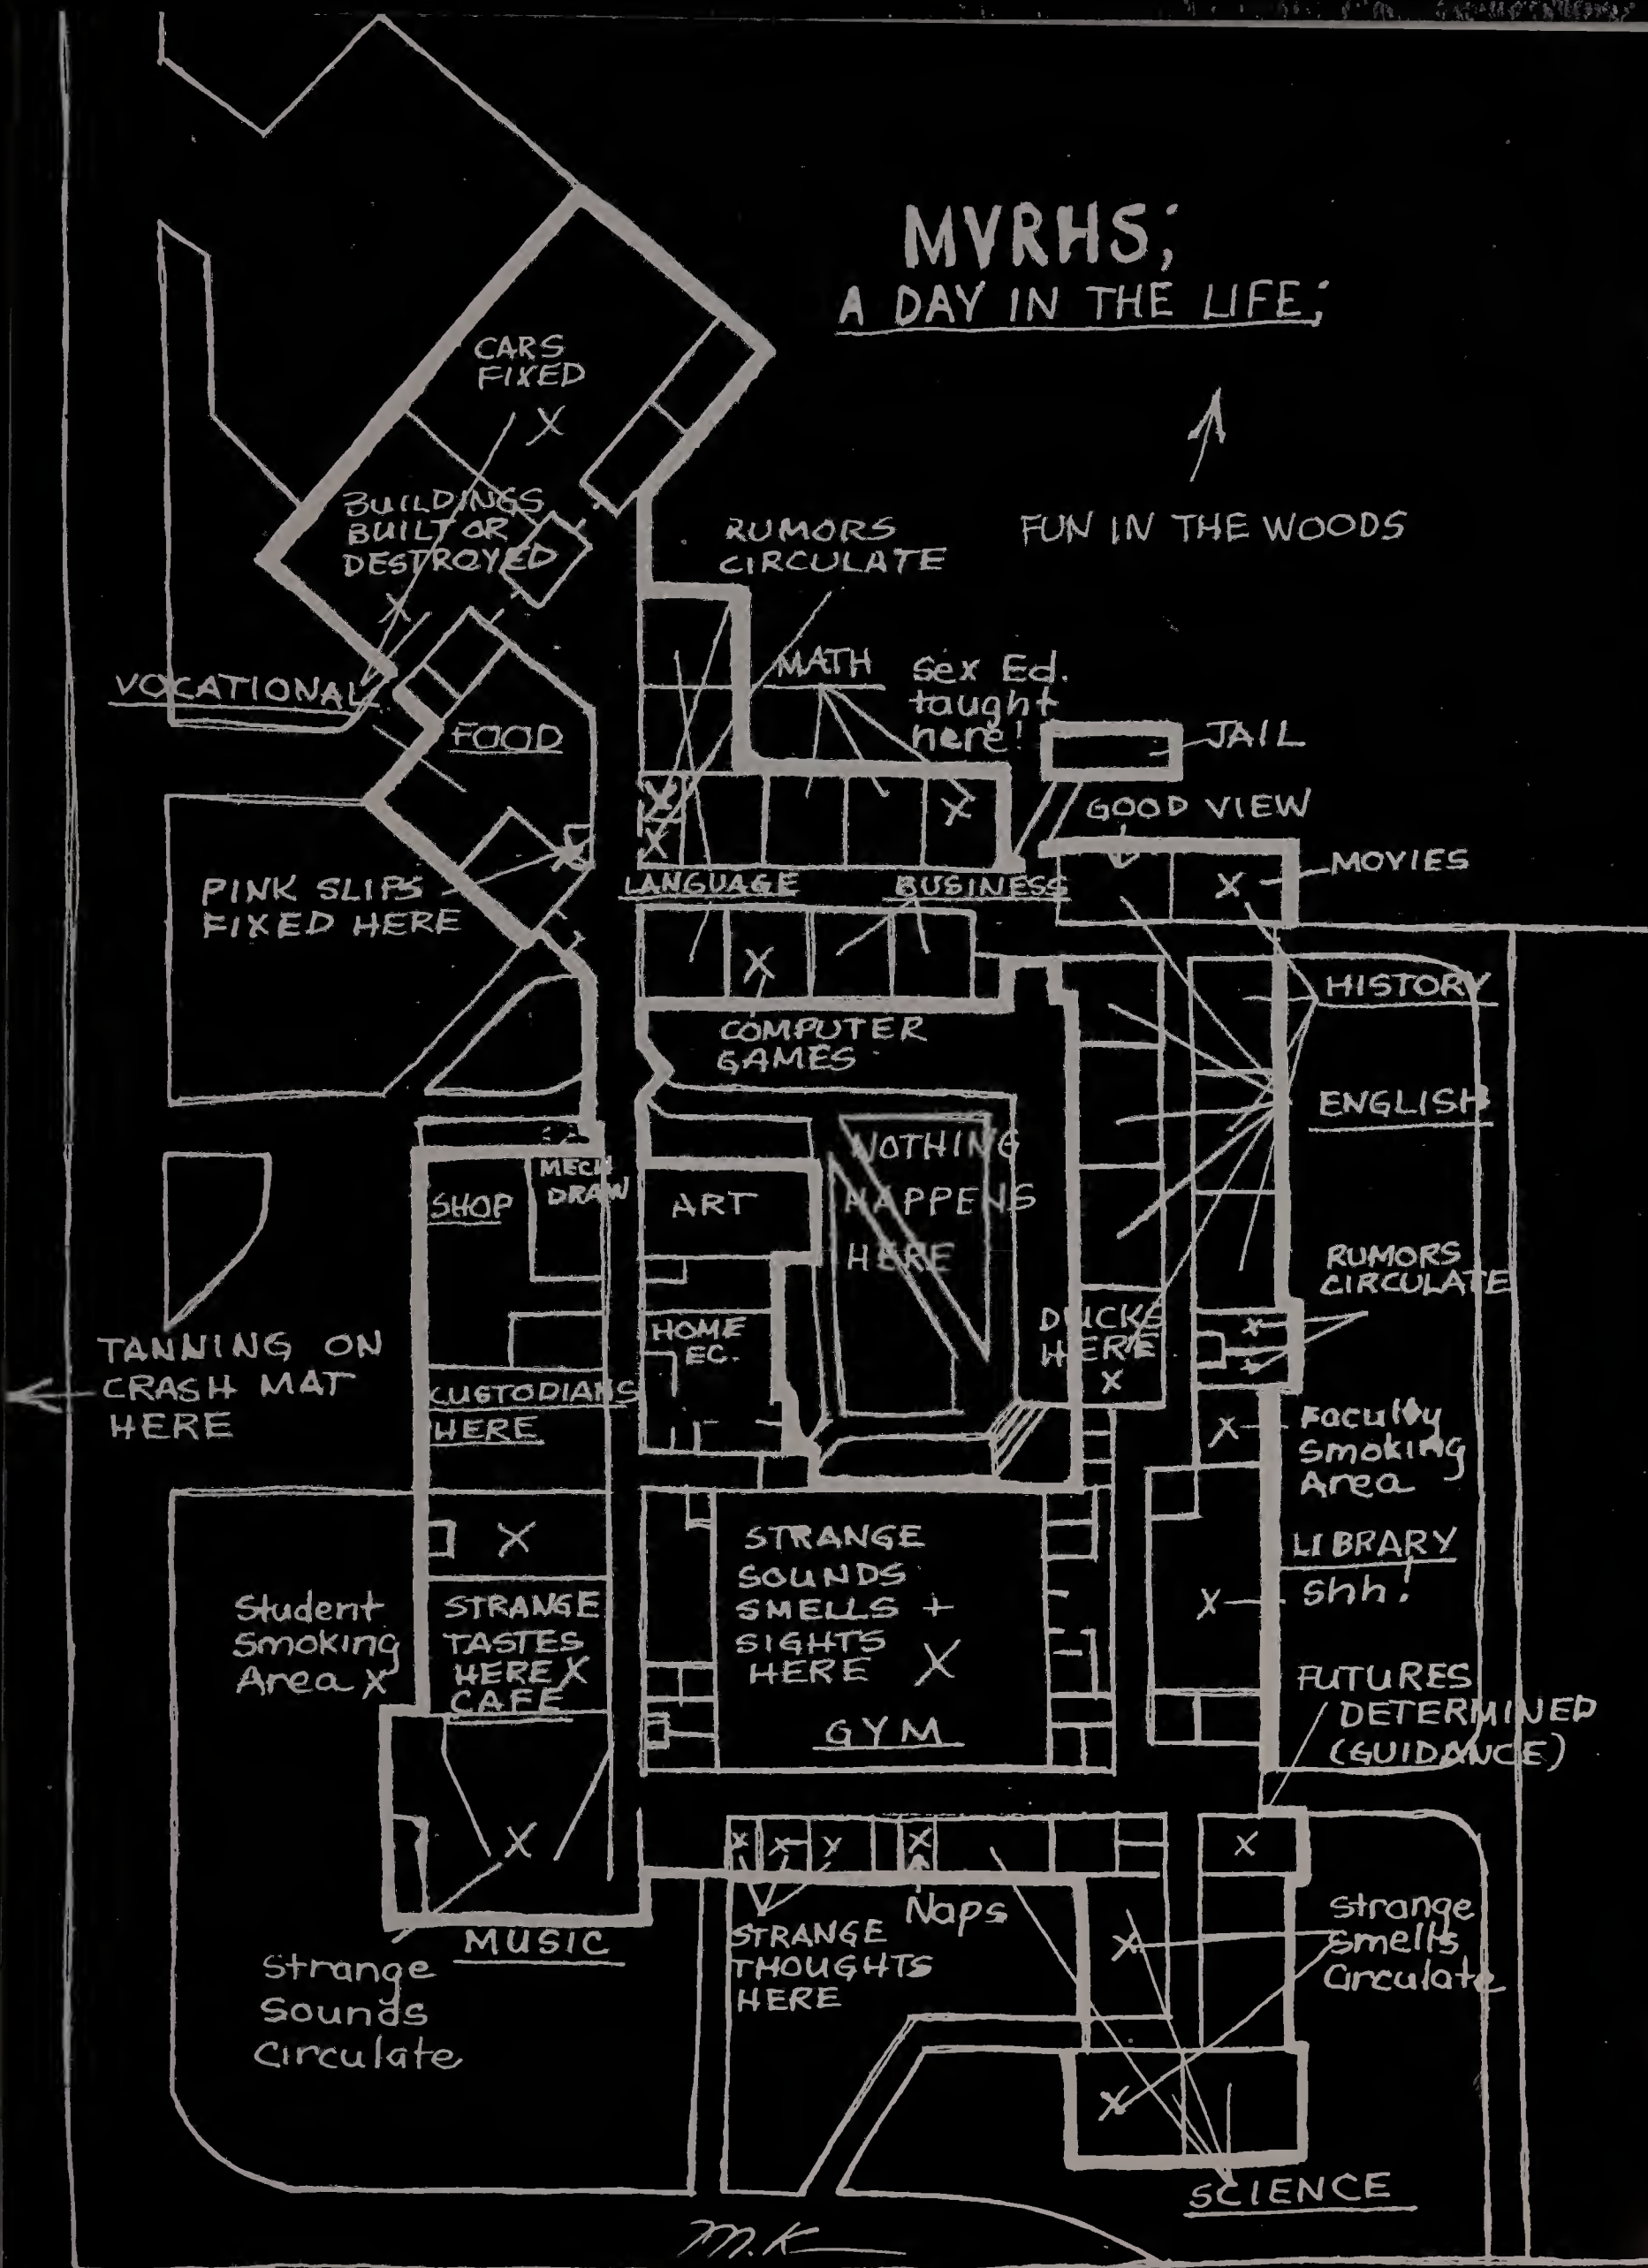 MVRHS;
A DAY IN THE LIFE;
CARS
FIXED
X
BUILDINGS
BUILT OR
DESTROYED
X
RUMORS
CIRCULATE
FUN IN THE WOODS
VOCATIONAL
FOOD
MATH
Sex Ed.
taught
here!
JAIL
GOOD VIEW
X
X
X
MOVIES
X
PINK SLIPS
FIXED HERE
X
LANGUAGE
BUSINESS
X
HISTORY
COMPUTER
GAMES
ENGLISH
NOTHING
HAPPENS
HERE
SHOP
MECH
DRAW
ART
RUMORS
CIRCULATE
X
X
TANNING ON
CRASH MAT
HERE
HOME
EC.
HERE
X
CUSTODIANS
HERE
X
Faculty
Smoking
Area
X
STRANGE
SOUNDS
SMELLS +
SIGHTS
HERE X
GYM
LIBRARY
Shh!
X
Student
Smoking
Area X
STRANGE
TASTES
HERE X
CAFE
FUTURES
DETERMINED
(GUIDANCE)
X
X
X X X
X
Naps
STRANGE
THOUGHTS
HERE
MUSIC
Strange
Sounds
Circulate
Strange
Smells
Circulate
X
X
SCIENCE
M.K